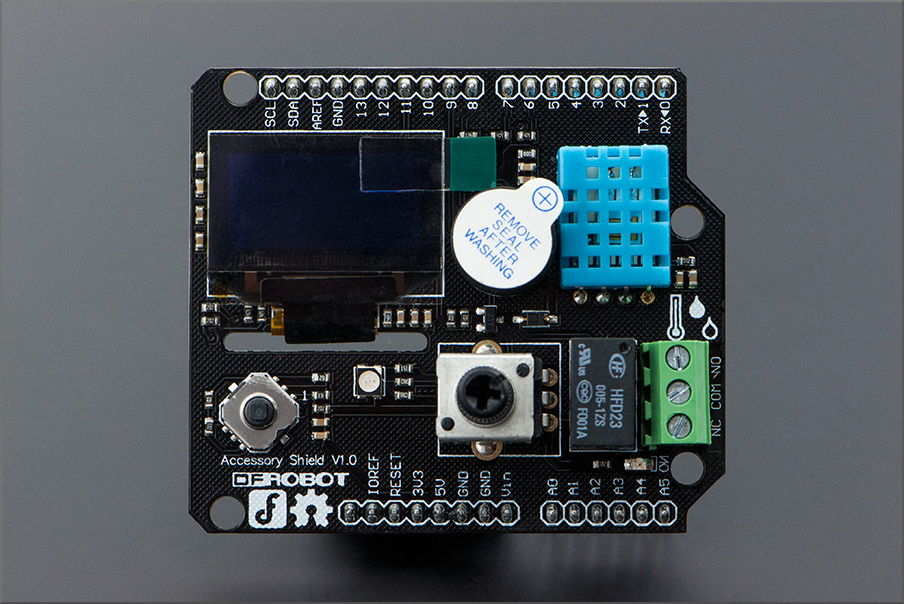 SCL
SDA
AREF
GND
13
12
11
10
9
8
7
6
5
4
3
2
TX▶1
RX◀0
REMOVE
SEAL
AFTER
WASHING
HFD23
005-1ZS
F001A
NC COM NO
ON
1
Accessory Shield V1.0
DFROBOT
IOREF
RESET
3V3
5V
GND
GND
Vin
A0
A1
A2
A3
A4
A5